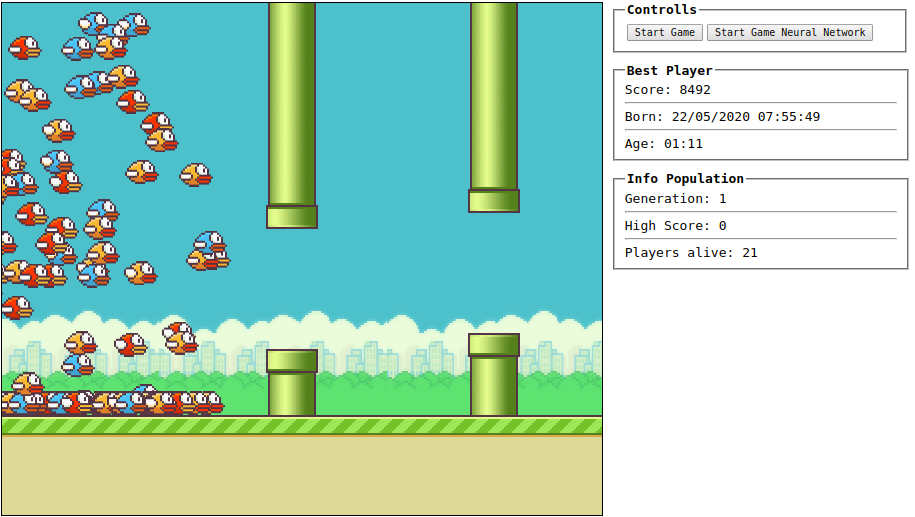 Controlls
Start Game Start Game Neural Network
Best Player
Score: 8492
Born: 22/05/2020 07:55:49
Age: 01:11
Info Population
Generation: 1
High Score: 0
Players alive: 21